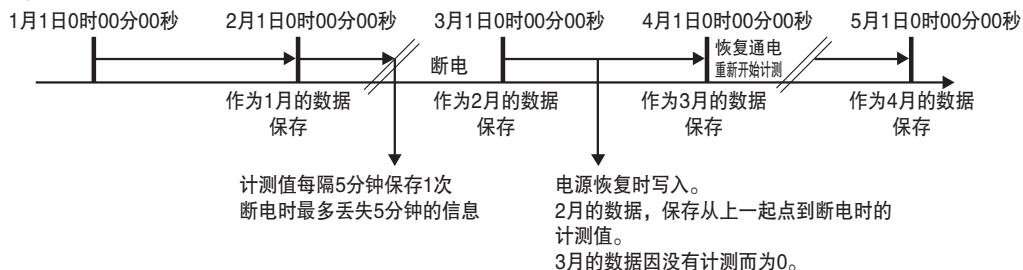 1月1日0时00分00秒
2月1日0时00分00秒
3月1日0时00分00秒
4月1日0时00分00秒
5月1日0时00分00秒
断电
恢复通电
重新开始计测
作为1月的数据
保存
作为2月的数据
保存
作为3月的数据
保存
作为4月的数据
保存
计测值每隔5分钟保存1次
断电时最多丢失5分钟的信息
电源恢复时写入。
2月的数据，保存从上一起点到断电时的
计测值。
3月的数据因没有计测而为0。